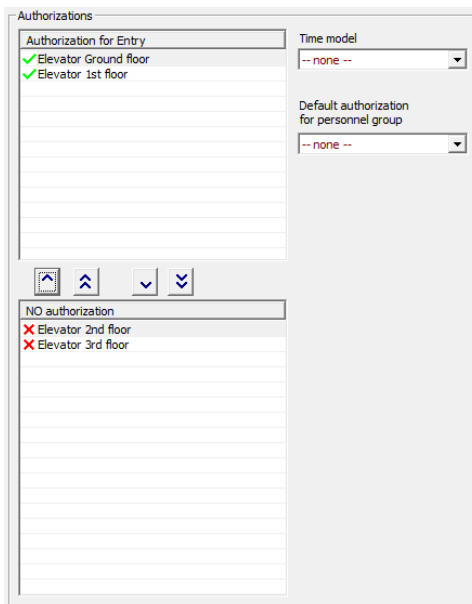 Authorizations
Authorization for Entry
Elevator Ground floor
Elevator 1st floor
Time model
-- none --
Default authorization
for personnel group
-- none --
NO authorization
Elevator 2nd floor
Elevator 3rd floor